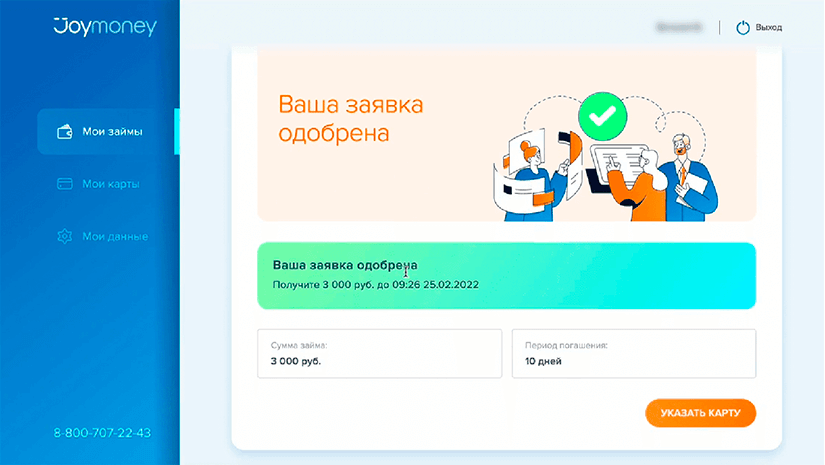 Joymoney
Выход
Мои займы
Мои карты
Мои данные
8-800-707-22-43
Ваша заявка
одобрена
Ваша заявка одобрена
Получите 3 000 руб. до 09:26 25.02.2022
Сумма займа:
3 000 руб.
Период погашения:
10 дней
УКАЗАТЬ КАРТУ